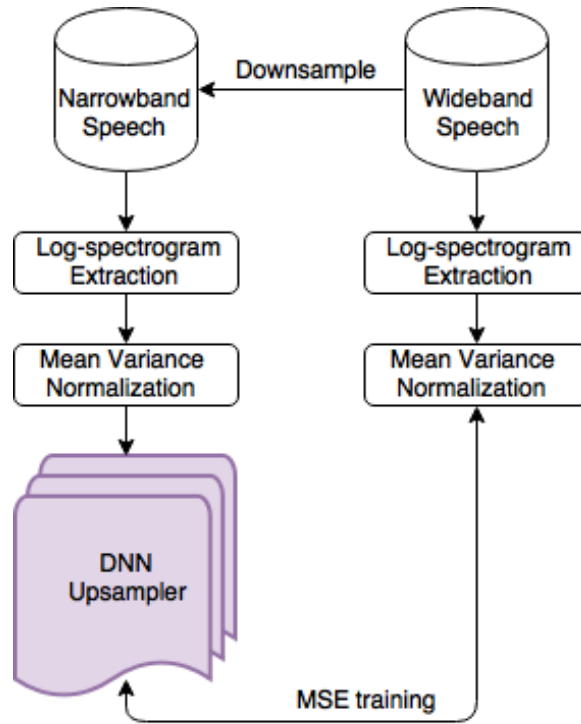 Downsample
Narrowband
Speech
Wideband
Speech
Log-spectrogram
Extraction
Log-spectrogram
Extraction
Mean Variance
Normalization
Mean Variance
Normalization
DNN
Upsampler
MSE training